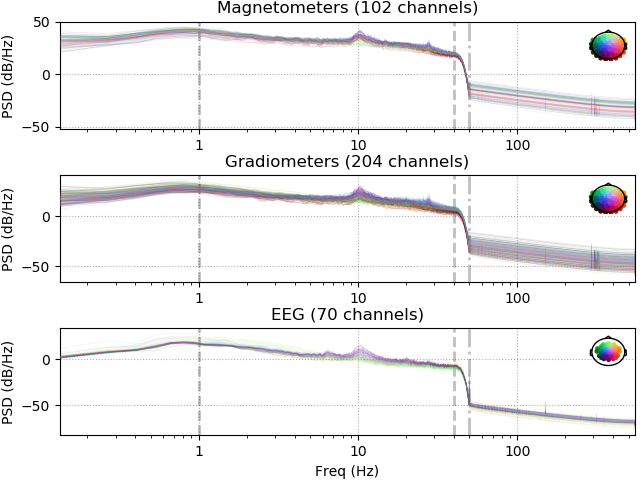 Magnetometers (102 channels)
PSD (dB/Hz)
50
0
−50
1
10
100
Gradiometers (204 channels)
PSD (dB/Hz)
0
−50
1
10
100
EEG (70 channels)
PSD (dB/Hz)
0
−50
1
10
100
Freq (Hz)